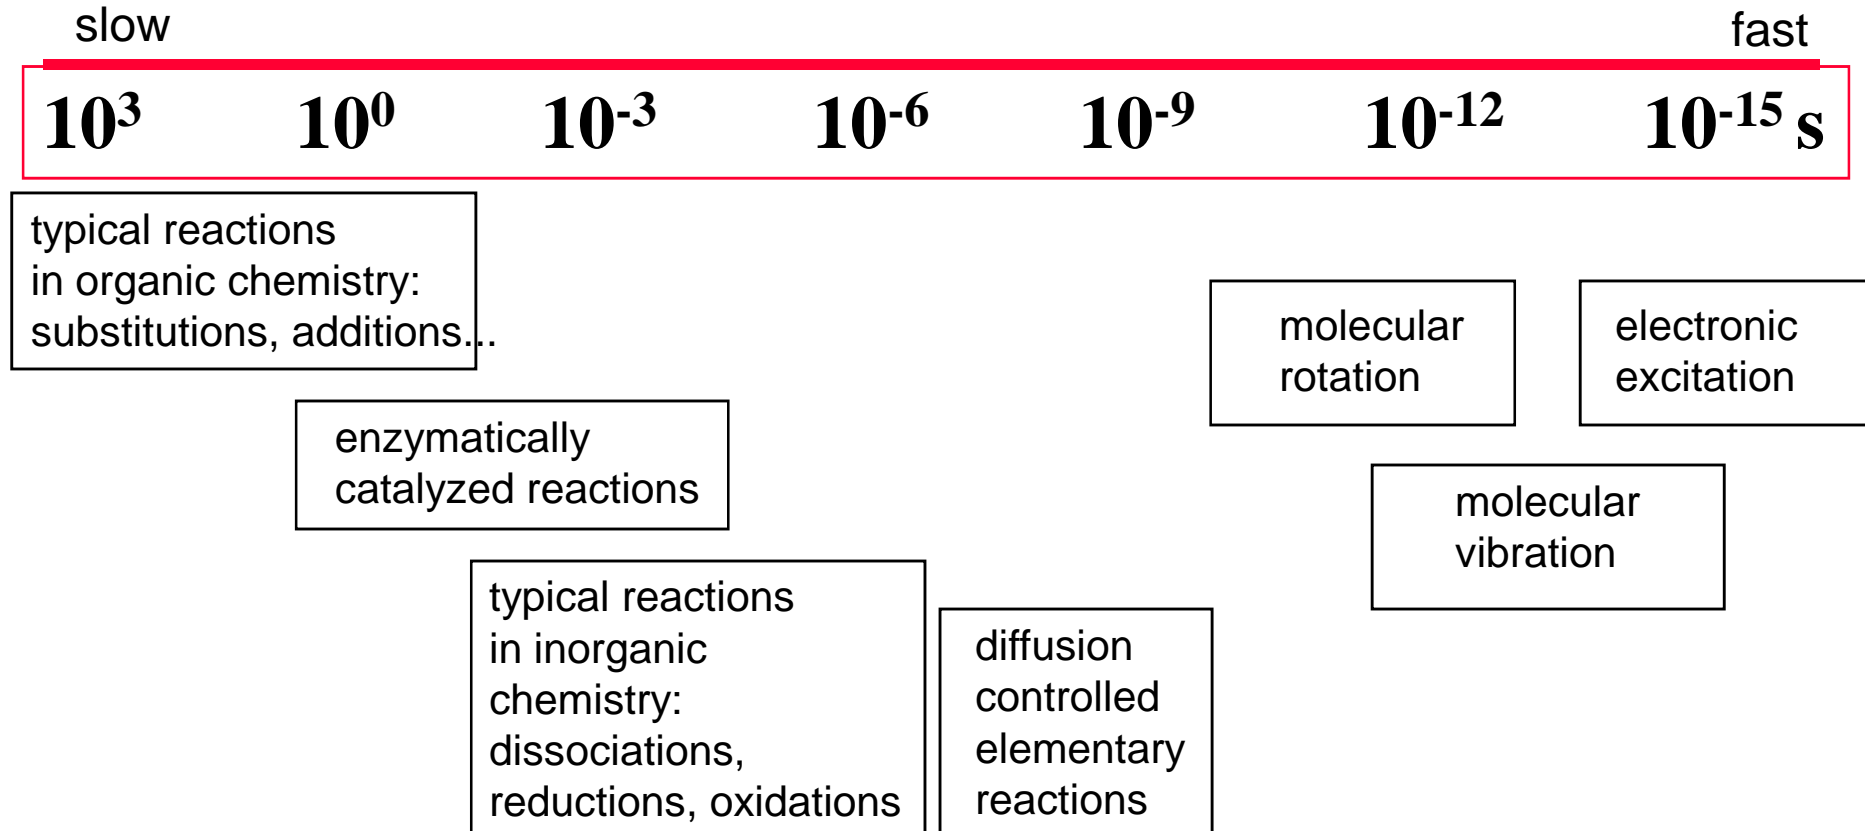 slow fast
10³ 10⁰ 10⁻³ 10⁻⁶ 10⁻⁹ 10⁻¹² 10⁻¹⁵ s
typical reactions
in organic chemistry:
substitutions, additions...
molecular
rotation
electronic
excitation
enzymatically
catalyzed reactions
molecular
vibration
typical reactions
in inorganic
chemistry:
dissociations,
reductions, oxidations
diffusion
controlled
elementary
reactions